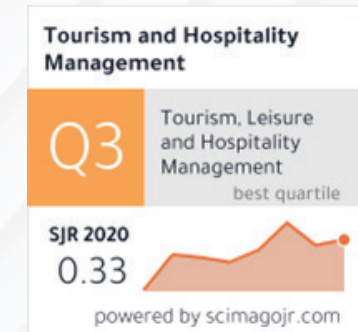 Tourism and Hospitality
Management
Q3
Tourism, Leisure
and Hospitality
Management
best quartile
SJR 2020
0.33
powered by scimagojr.com